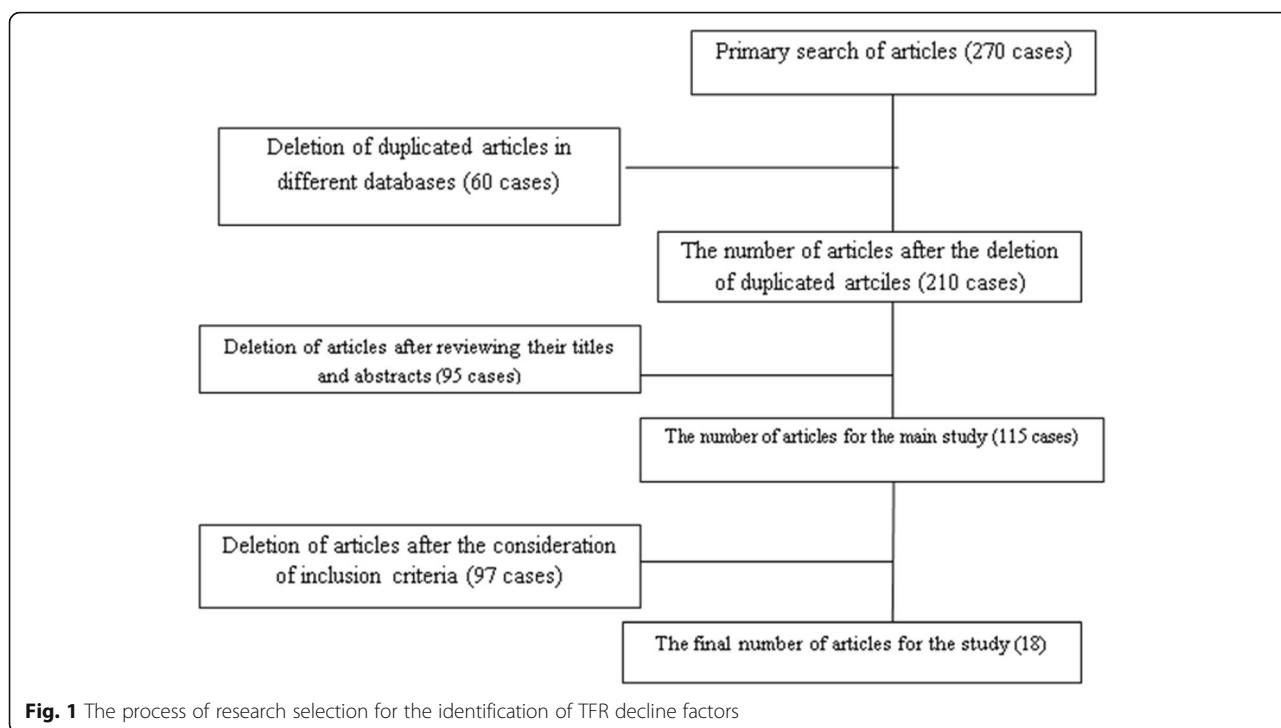 Primary search of articles (270 cases)
Deletion of duplicated articles in
different databases (60 cases)
The number of articles after the deletion
of duplicated artciles (210 cases)
Deletion of articles after reviewing their titles
and abstracts (95 cases)
The number of articles for the main study (115 cases)
Deletion of articles after the consideration
of inclusion criteria (97 cases)
The final number of articles for the study (18)
Fig. 1 The process of research selection for the identification of TFR decline factors